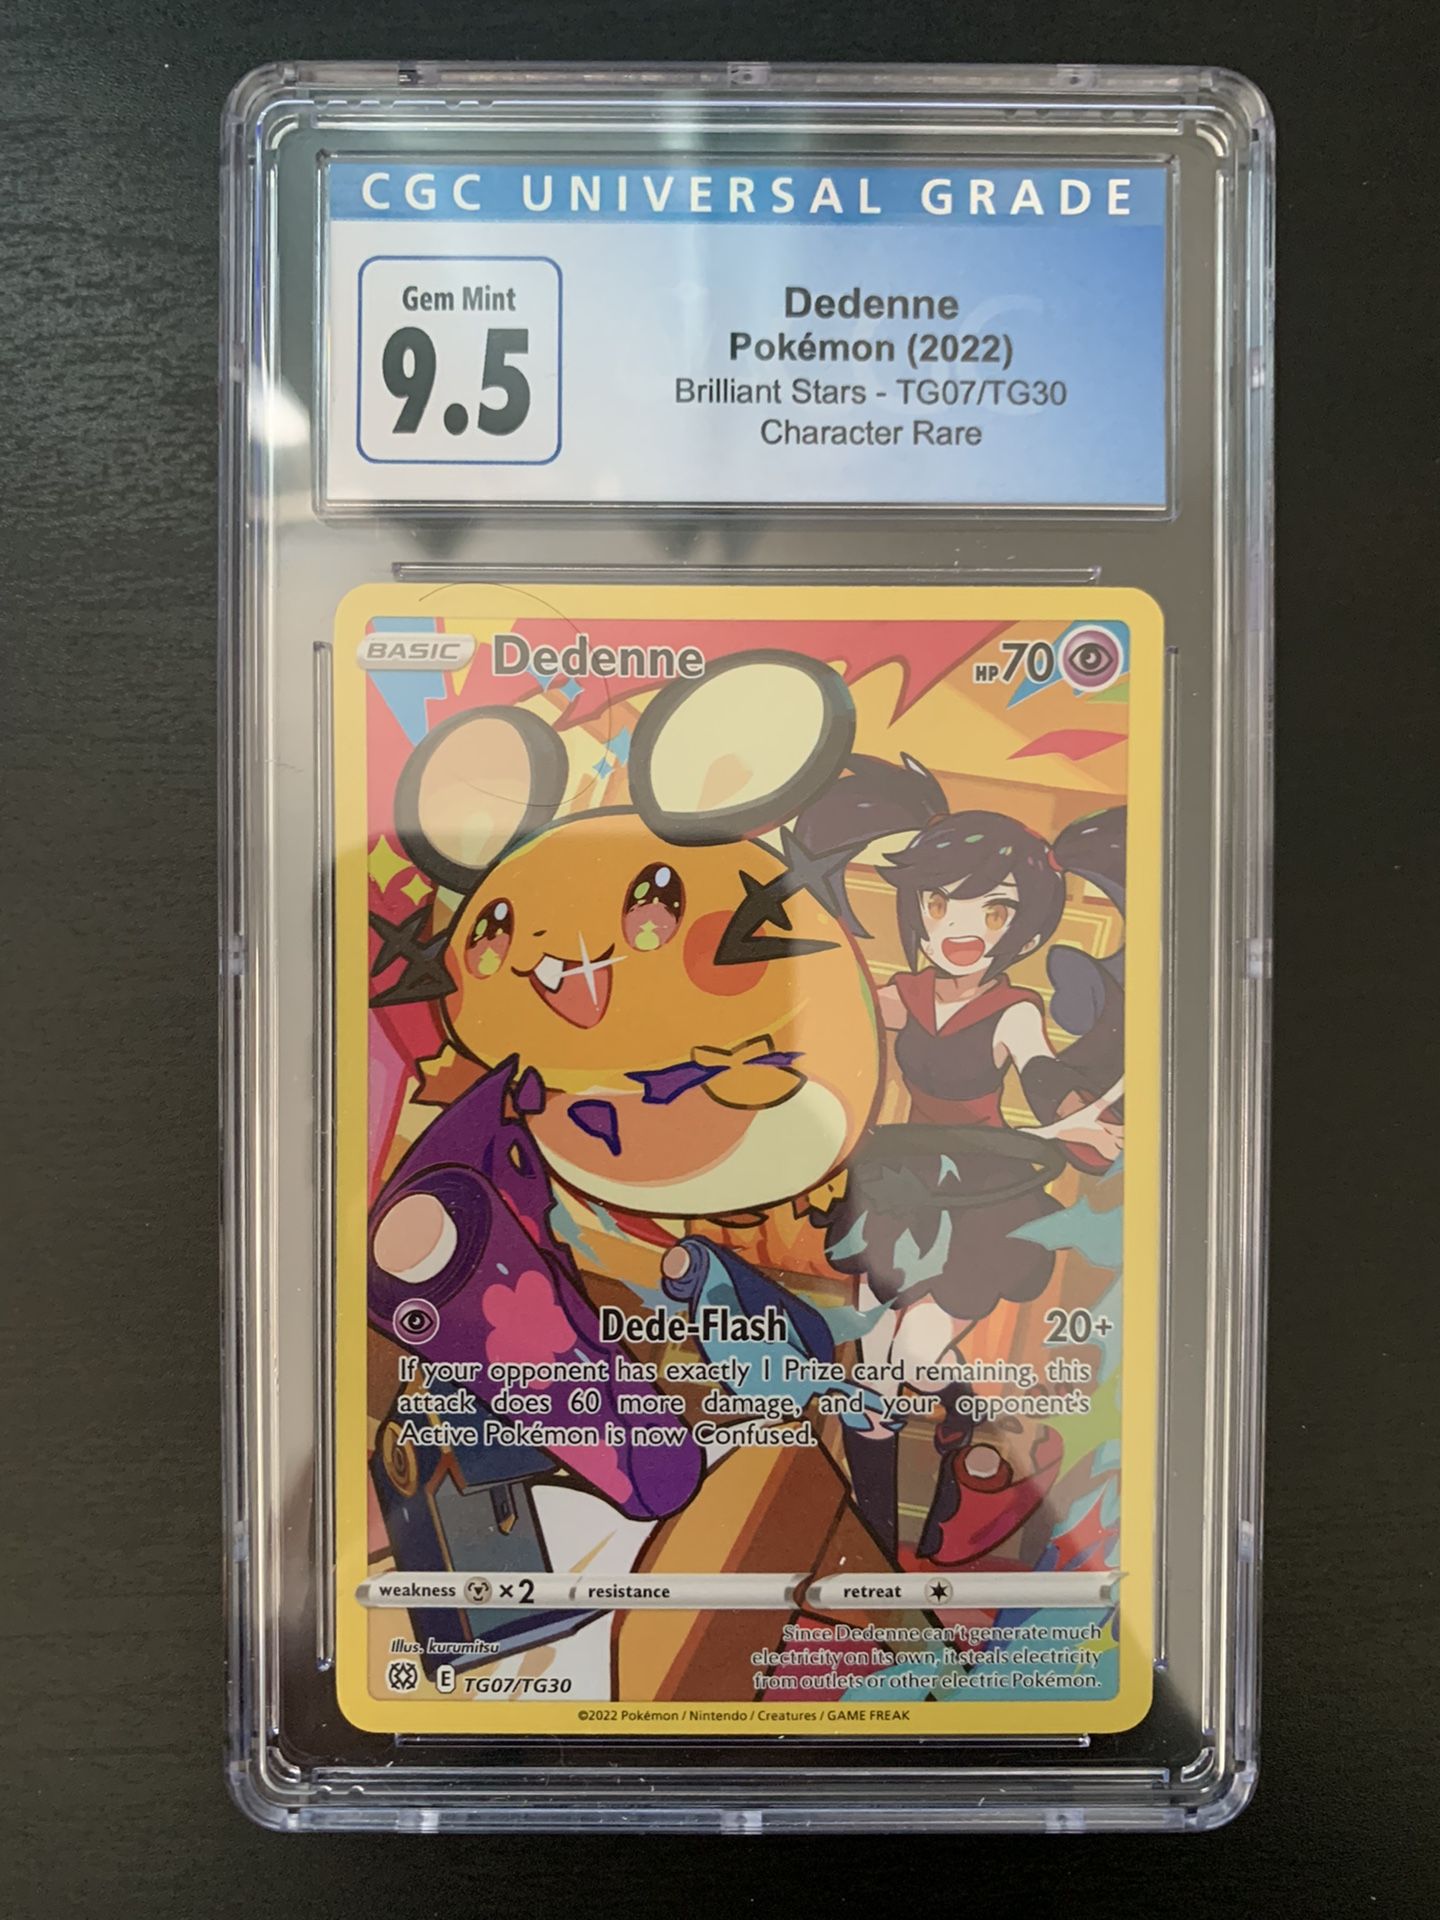 CGC UNIVERSAL GRADE
Gem Mint
9.5
Dedenne
Pokémon (2022)
Brilliant Stars - TG07/TG30
Character Rare
BASIC Dedenne HP 70
Dede-Flash 20+
If your opponent has exactly 1 Prize card remaining, this
attack does 60 more damage, and your opponent's
Active Pokémon is now Confused.
weakness ×2 resistance retreat
Illus. kurumitsu
E TG07/TG30
Since Dedenne can't generate much
electricity on its own, it steals electricity
from outlets or other electric Pokémon.
©2022 Pokémon / Nintendo / Creatures / GAME FREAK